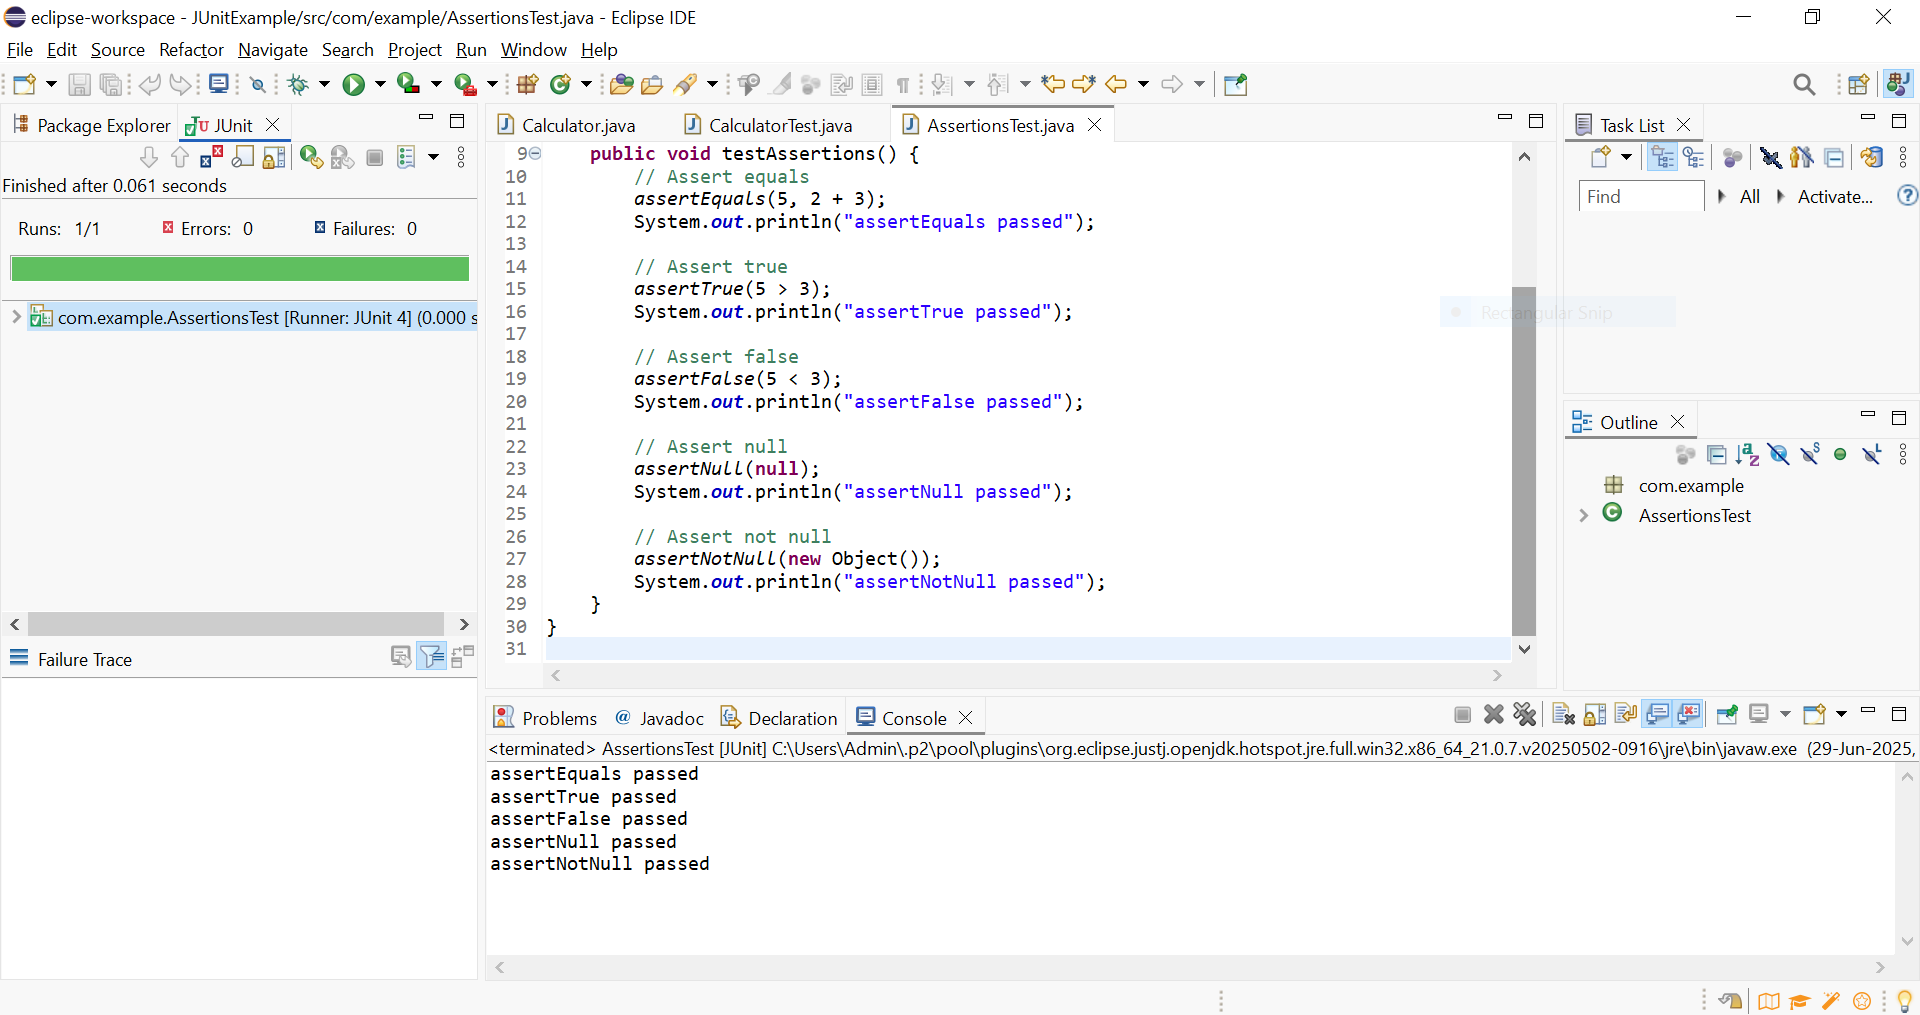 eclipse-workspace - JUnitExample/src/com/example/AssertionsTest.java - Eclipse IDE
File Edit Source Refactor Navigate Search Project Run Window Help
Package Explorer JUnit
Finished after 0.061 seconds
Runs: 1/1 Errors: 0 Failures: 0
com.example.AssertionsTest [Runner: JUnit 4] (0.000 s
Failure Trace
Calculator.java CalculatorTest.java AssertionsTest.java
9 public void testAssertions() {
10 // Assert equals
11 assertEquals(5, 2 + 3);
12 System.out.println("assertEquals passed");
13
14 // Assert true
15 assertTrue(5 > 3);
16 System.out.println("assertTrue passed");
17
18 // Assert false
19 assertFalse(5 < 3);
20 System.out.println("assertFalse passed");
21
22 // Assert null
23 assertNull(null);
24 System.out.println("assertNull passed");
25
26 // Assert not null
27 assertNotNull(new Object());
28 System.out.println("assertNotNull passed");
29 }
30 }
31
Rectangular Snip
Task List
Find All Activate...
Outline
com.example
AssertionsTest
Problems Javadoc Declaration Console
<terminated> AssertionsTest [JUnit] C:\Users\Admin\.p2\pool\plugins\org.eclipse.justj.openjdk.hotspot.jre.full.win32.x86_64_21.0.7.v20250502-0916\jre\bin\javaw.exe (29-Jun-2025,
assertEquals passed
assertTrue passed
assertFalse passed
assertNull passed
assertNotNull passed